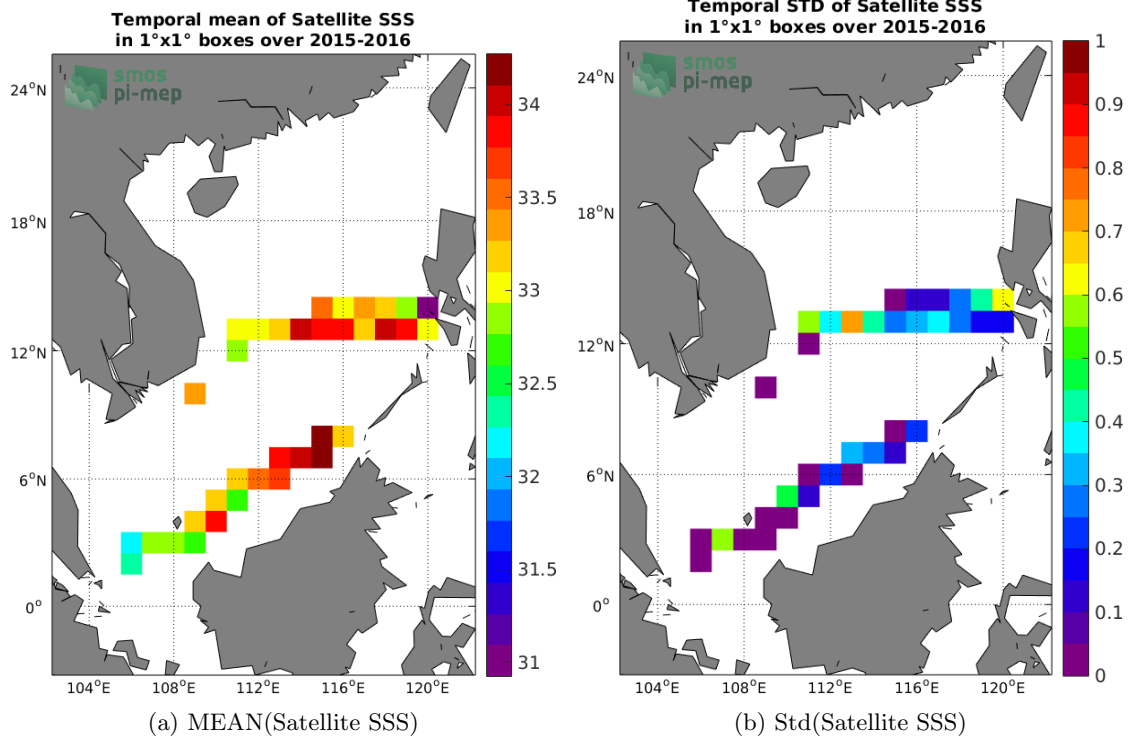 Temporal mean of Satellite SSS
in 1°x1° boxes over 2015-2016
smos
pi-mep
24°N
18°N
12°N
6°N
0°
104°E
108°E
112°E
116°E
120°E
34
33.5
33
32.5
32
31.5
31
(a) MEAN(Satellite SSS)
Temporal STD of Satellite SSS
in 1°x1° boxes over 2015-2016
smos
pi-mep
24°N
18°N
12°N
6°N
0°
104°E
108°E
112°E
116°E
120°E
1
0.9
0.8
0.7
0.6
0.5
0.4
0.3
0.2
0.1
0
(b) Std(Satellite SSS)